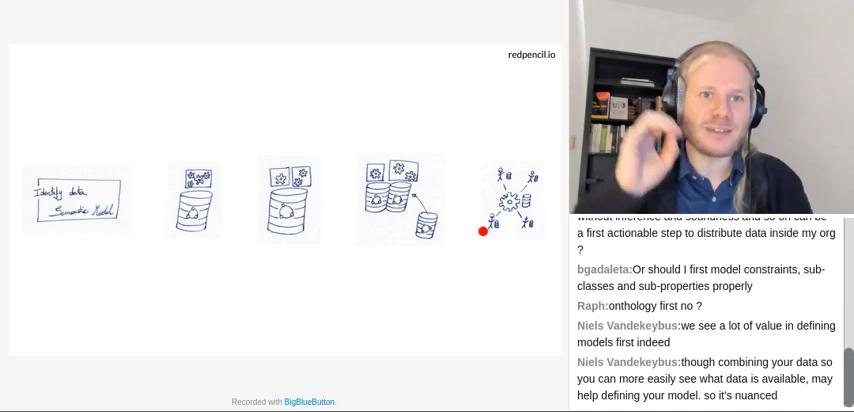 redpencil.io
Identify data
Semantic Model
without inference and soundness and so on can be
a first actionable step to distribute data inside my org
?
bgadaleta:Or should I first model constraints, sub-
classes and sub-properties properly
Raph:onthology first no ?
Niels Vandekeybus:we see a lot of value in defining
models first indeed
Niels Vandekeybus:though combining your data so
you can more easily see what data is available, may
help defining your model. so it's nuanced
Recorded with BigBlueButton.